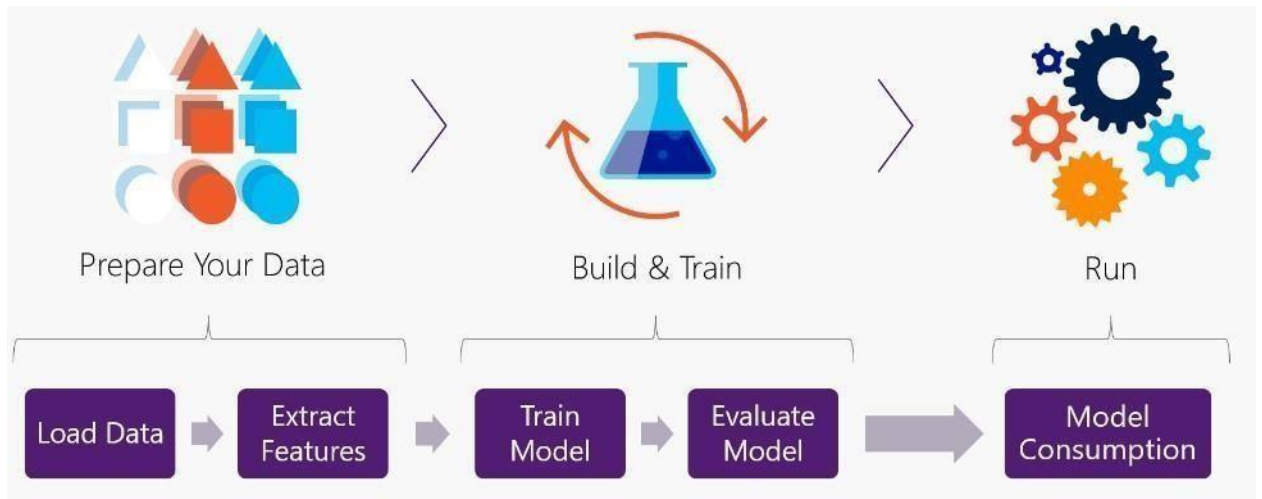 Prepare Your Data
Build & Train
Run
Load Data
Extract
Features
Train
Model
Evaluate
Model
Model
Consumption